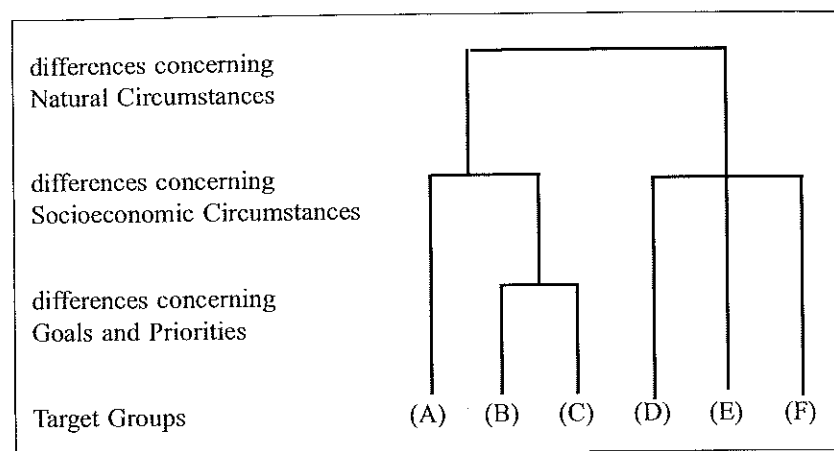 differences concerning
Natural Circumstances
differences concerning
Socioeconomic Circumstances
differences concerning
Goals and Priorities
Target Groups (A) (B) (C) (D) (E) (F)